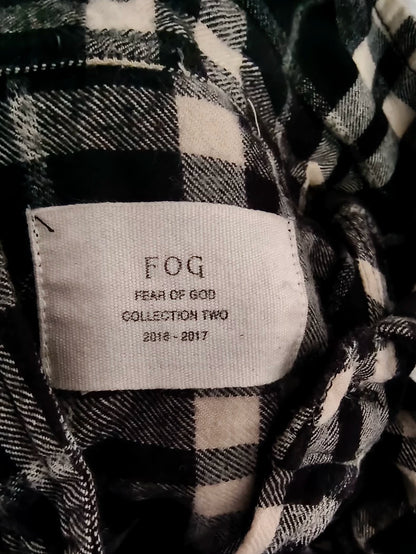 FOG
FEAR OF GOD
COLLECTION TWO
2016 - 2017